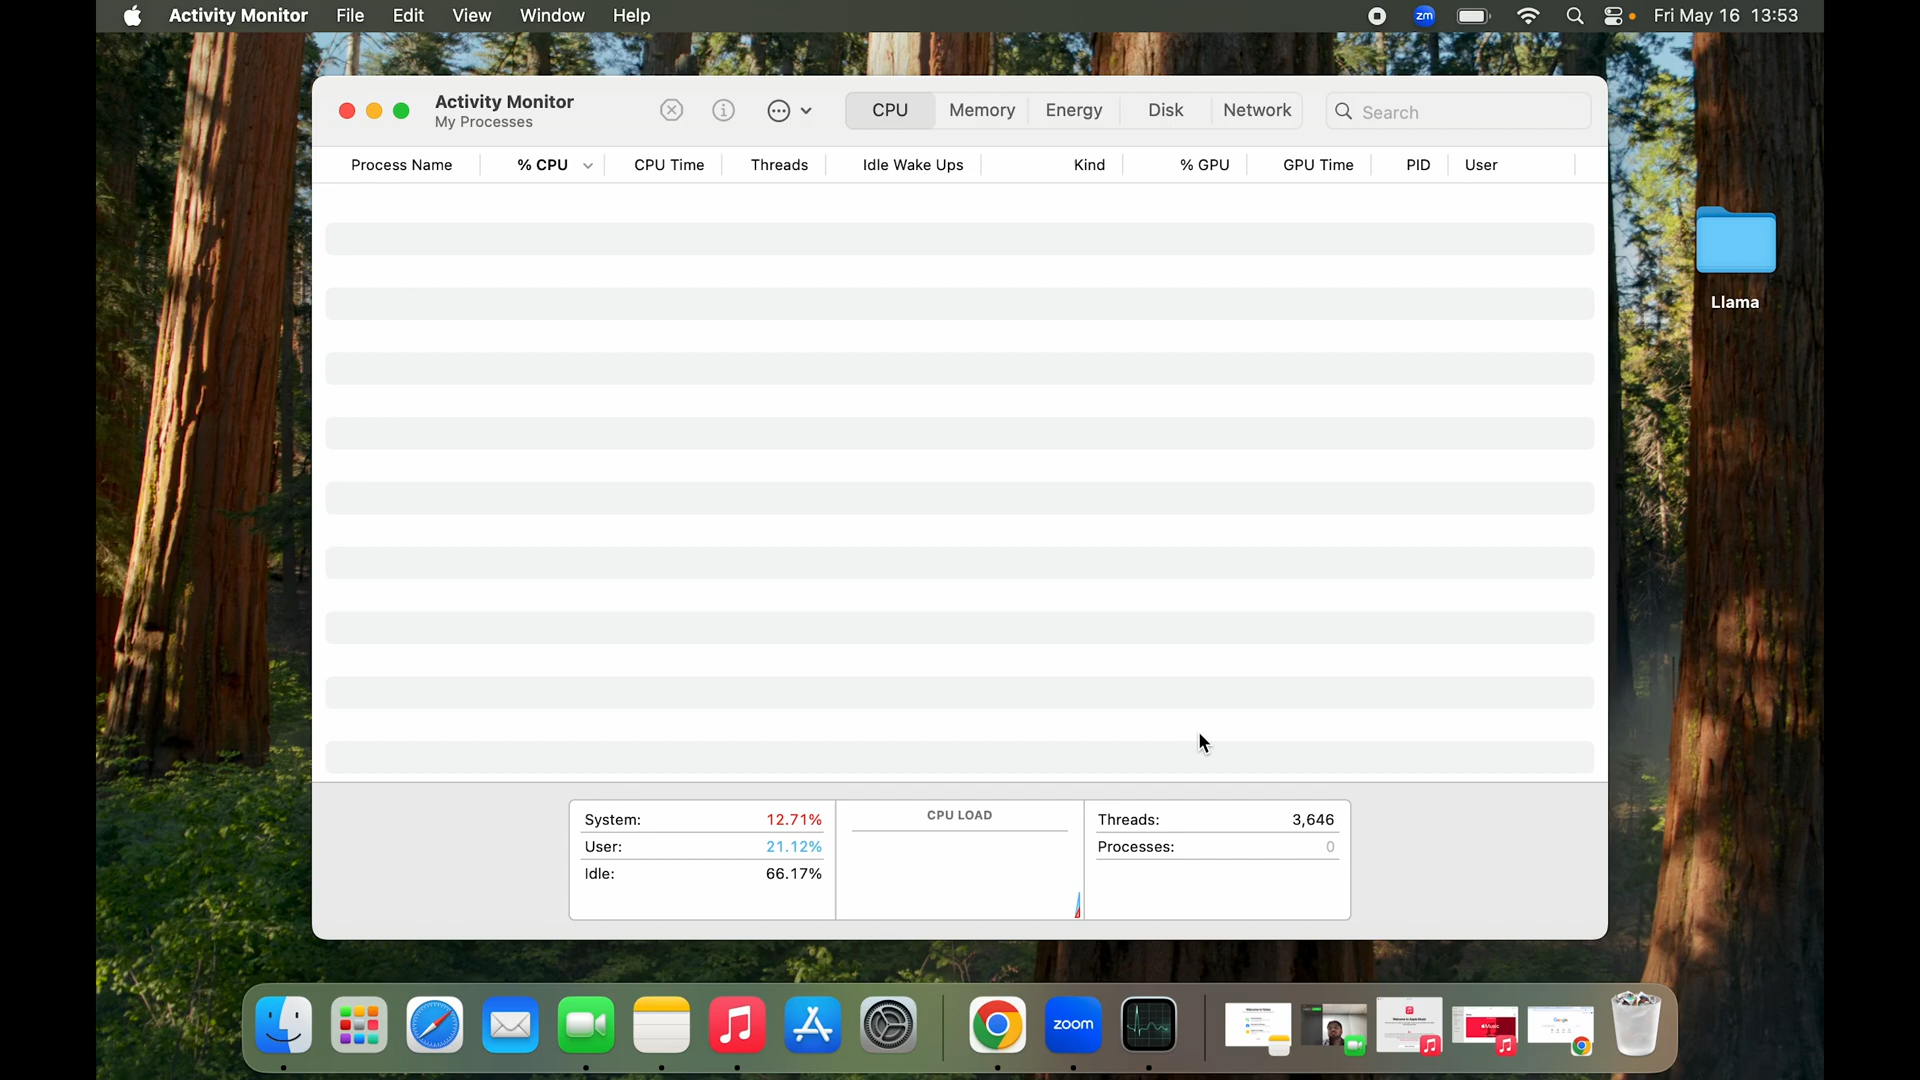 Activity Monitor File Edit View Window Help zm Fri May 16 13:53
Activity Monitor
My Processes
CPU Memory Energy Disk Network Search
Process Name % CPU CPU Time Threads Idle Wake Ups Kind % GPU GPU Time PID User
Llama
System: 12.71%
User: 21.12%
Idle: 66.17%
CPU LOAD
Threads: 3,646
Processes: 0
zoom